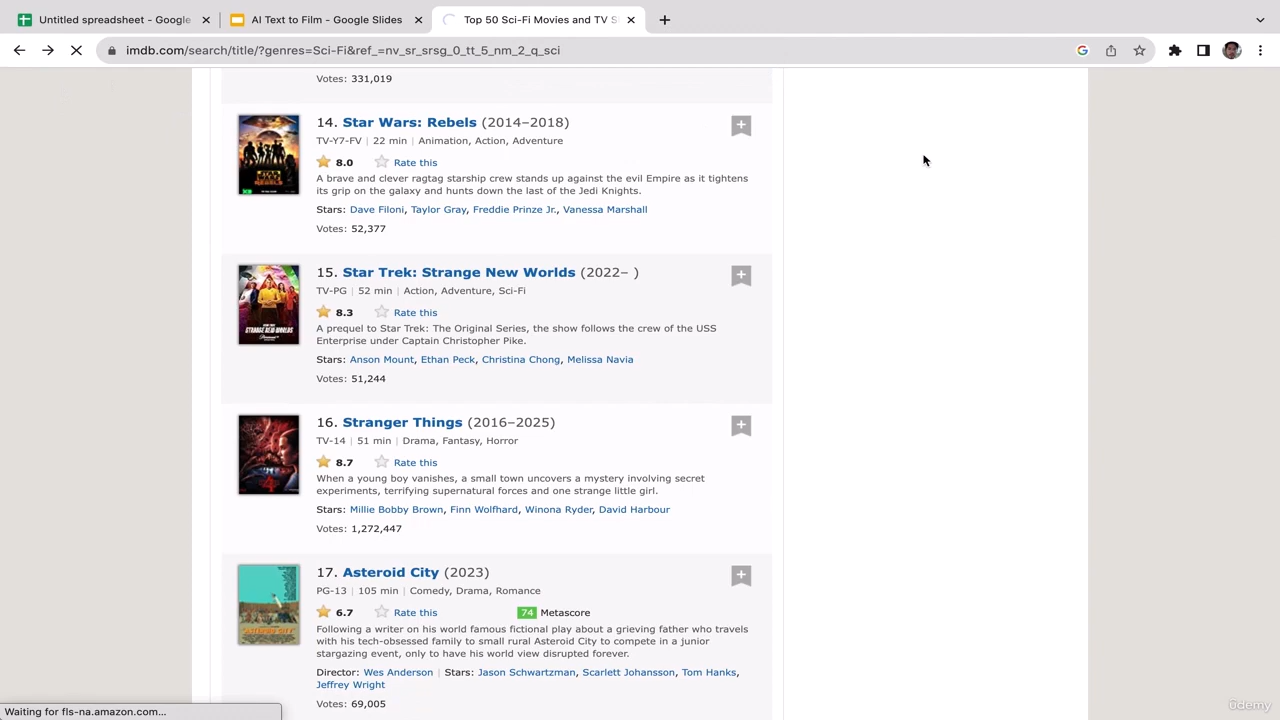 Untitled spreadsheet - Google
AI Text to Film - Google Slides
Top 50 Sci-Fi Movies and TV S
imdb.com/search/title/?genres=Sci-Fi&ref_=nv_sr_srsg_0_tt_5_nm_2_q_sci
Votes: 331,019
14. Star Wars: Rebels (2014–2018)
TV-Y7-FV | 22 min | Animation, Action, Adventure
8.0 Rate this
A brave and clever ragtag starship crew stands up against the evil Empire as it tightens
its grip on the galaxy and hunts down the last of the Jedi Knights.
Stars: Dave Filoni, Taylor Gray, Freddie Prinze Jr., Vanessa Marshall
Votes: 52,377
15. Star Trek: Strange New Worlds (2022– )
TV-PG | 52 min | Action, Adventure, Sci-Fi
8.3 Rate this
A prequel to Star Trek: The Original Series, the show follows the crew of the USS
Enterprise under Captain Christopher Pike.
Stars: Anson Mount, Ethan Peck, Christina Chong, Melissa Navia
Votes: 51,244
16. Stranger Things (2016–2025)
TV-14 | 51 min | Drama, Fantasy, Horror
8.7 Rate this
When a young boy vanishes, a small town uncovers a mystery involving secret
experiments, terrifying supernatural forces and one strange little girl.
Stars: Millie Bobby Brown, Finn Wolfhard, Winona Ryder, David Harbour
Votes: 1,272,447
17. Asteroid City (2023)
PG-13 | 105 min | Comedy, Drama, Romance
6.7 Rate this 74 Metascore
Following a writer on his world famous fictional play about a grieving father who travels
with his tech-obsessed family to small rural Asteroid City to compete in a junior
stargazing event, only to have his world view disrupted forever.
Director: Wes Anderson | Stars: Jason Schwartzman, Scarlett Johansson, Tom Hanks,
Jeffrey Wright
Votes: 69,005
Waiting for fls-na.amazon.com...
ûdemy